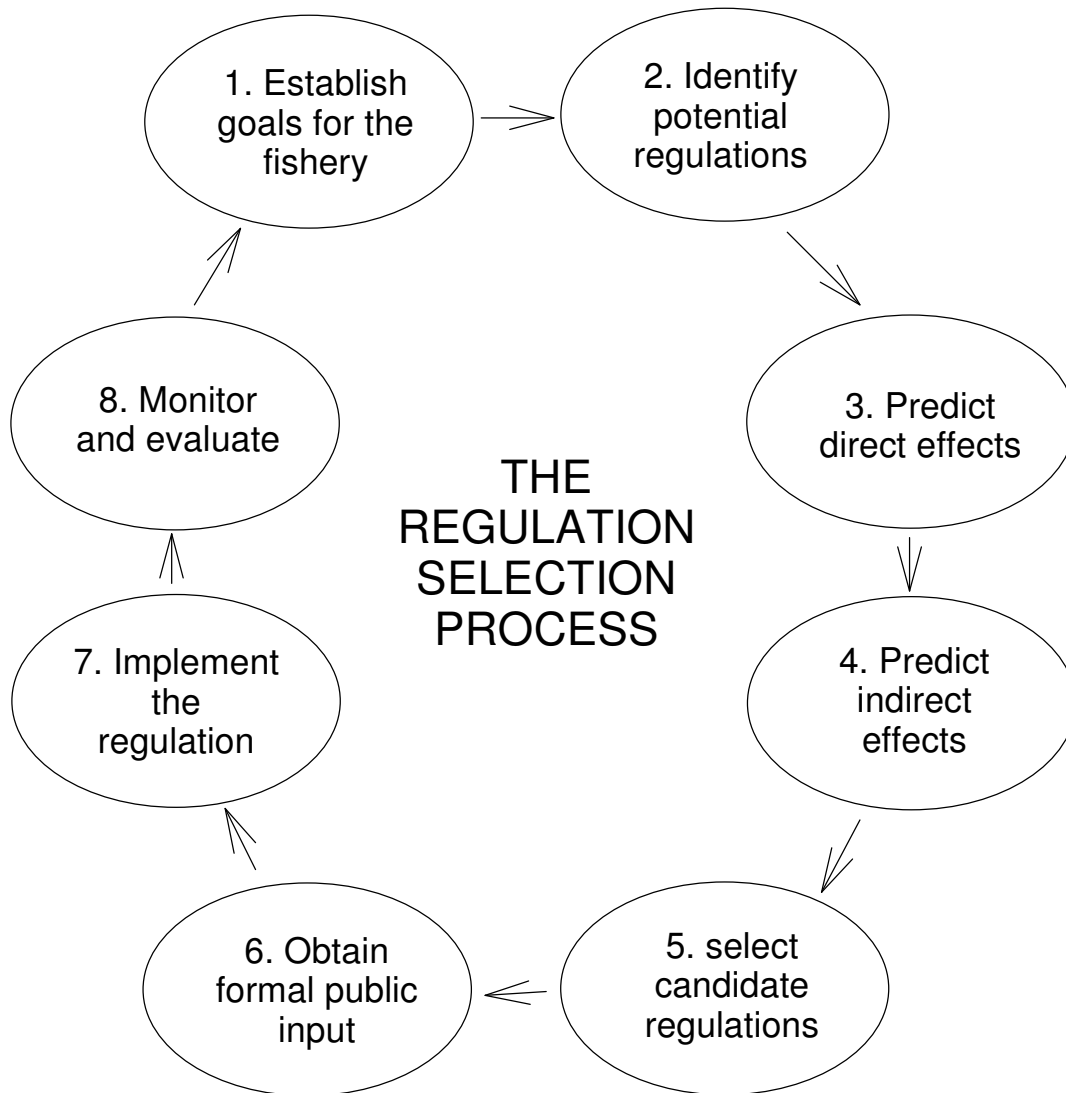 1. Establish
goals for the
fishery
2. Identify
potential
regulations
3. Predict
direct effects
4. Predict
indirect
effects
5. select
candidate
regulations
6. Obtain
formal public
input
7. Implement
the
regulation
8. Monitor
and evaluate
THE
REGULATION
SELECTION
PROCESS